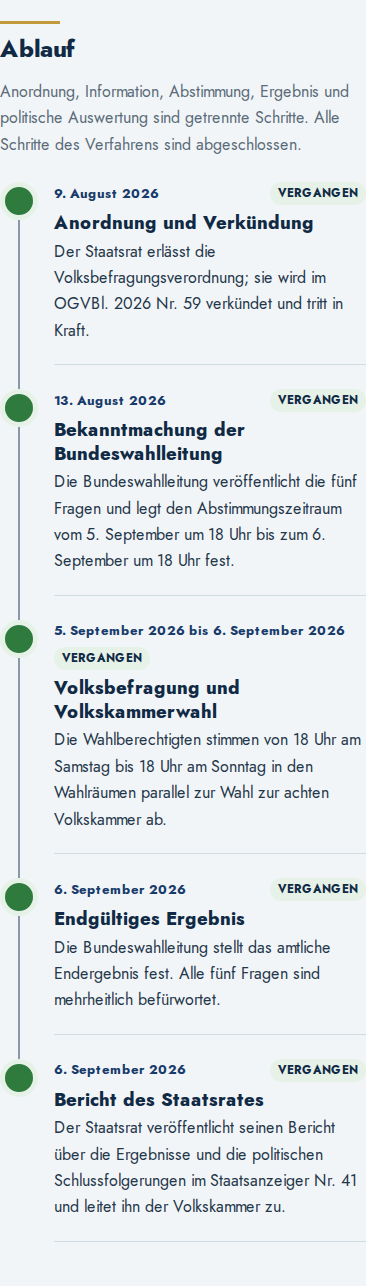 Ablauf
Anordnung, Information, Abstimmung, Ergebnis und
politische Auswertung sind getrennte Schritte. Alle
Schritte des Verfahrens sind abgeschlossen.
9. August 2026 VERGANGEN
Anordnung und Verkündung
Der Staatsrat erlässt die
Volksbefragungsverordnung; sie wird im
OGVBl. 2026 Nr. 59 verkündet und tritt in
Kraft.
13. August 2026 VERGANGEN
Bekanntmachung der
Bundeswahlleitung
Die Bundeswahlleitung veröffentlicht die fünf
Fragen und legt den Abstimmungszeitraum
vom 5. September um 18 Uhr bis zum 6.
September um 18 Uhr fest.
5. September 2026 bis 6. September 2026
VERGANGEN
Volksbefragung und
Volkskammerwahl
Die Wahlberechtigten stimmen von 18 Uhr am
Samstag bis 18 Uhr am Sonntag in den
Wahlräumen parallel zur Wahl zur achten
Volkskammer ab.
6. September 2026 VERGANGEN
Endgültiges Ergebnis
Die Bundeswahlleitung stellt das amtliche
Endergebnis fest. Alle fünf Fragen sind
mehrheitlich befürwortet.
6. September 2026 VERGANGEN
Bericht des Staatsrates
Der Staatsrat veröffentlicht seinen Bericht
über die Ergebnisse und die politischen
Schlussfolgerungen im Staatsanzeiger Nr. 41
und leitet ihn der Volkskammer zu.